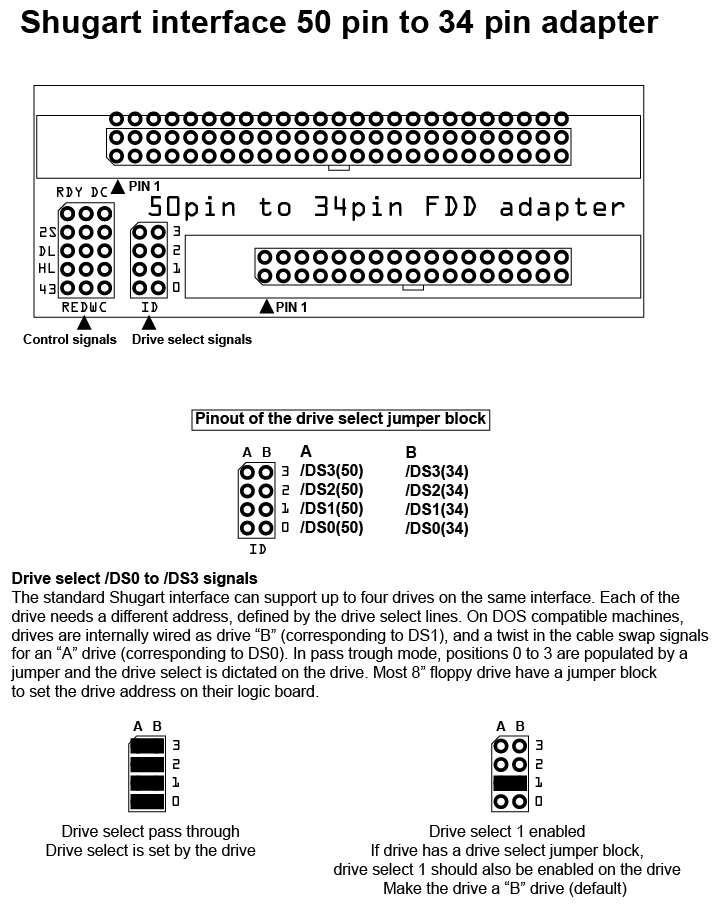 Shugart interface 50 pin to 34 pin adapter
PIN 1
RDY DC
50pin to 34pin FDD adapter
2S
DL
HL
43
3
2
1
0
REDWC
ID
PIN 1
Control signals
Drive select signals
Pinout of the drive select jumper block
A B A B
3 /DS3(50) /DS3(34)
2 /DS2(50) /DS2(34)
1 /DS1(50) /DS1(34)
0 /DS0(50) /DS0(34)
ID
Drive select /DS0 to /DS3 signals
The standard Shugart interface can support up to four drives on the same interface. Each of the
drive needs a different address, defined by the drive select lines. On DOS compatible machines,
drives are internally wired as drive “B” (corresponding to DS1), and a twist in the cable swap signals
for an “A” drive (corresponding to DS0). In pass trough mode, positions 0 to 3 are populated by a
jumper and the drive select is dictated on the drive. Most 8” floppy drive have a jumper block
to set the drive address on their logic board.
A B
3
2
1
0
Drive select pass through
Drive select is set by the drive
A B
3
2
1
0
Drive select 1 enabled
If drive has a drive select jumper block,
drive select 1 should also be enabled on the drive
Make the drive a “B” drive (default)